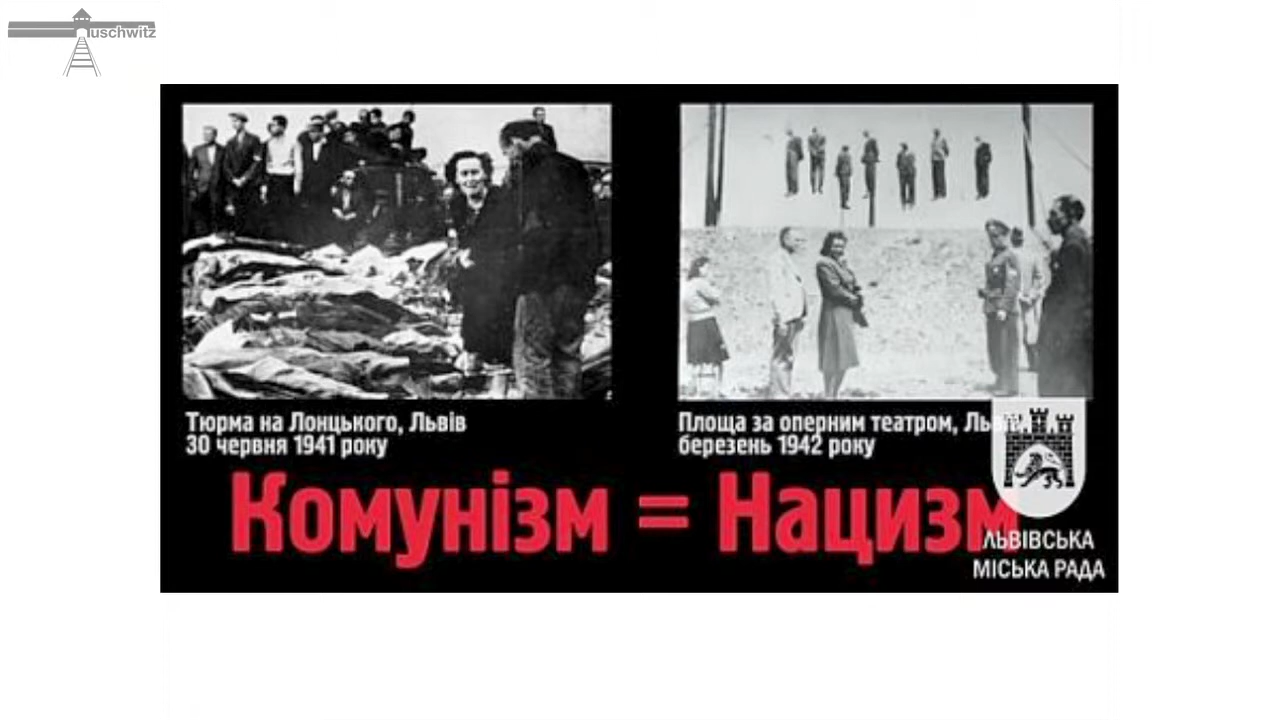 Auschwitz
Тюрма на Лонцького, Львів
30 червня 1941 року
Площа за оперним театром, Львів
березень 1942 року
Комунізм = Нацизм
ЛЬВІВСЬКА
МІСЬКА РАДА